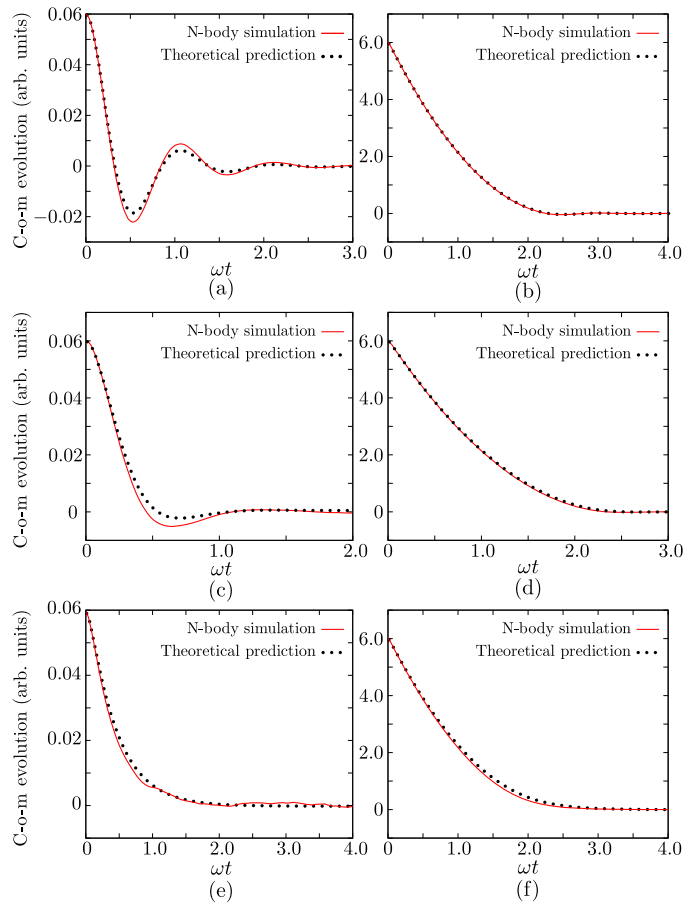 C-o-m evolution (arb. units)
0.06
0.02
0
−0.02
0
1.0
2.0
3.0
ωt
(a)
N-body simulation
Theoretical prediction
6.0
4.0
2.0
0
0
1.0
2.0
3.0
4.0
ωt
(b)
N-body simulation
Theoretical prediction
C-o-m evolution (arb. units)
0.06
0.04
0.02
0
0
1.0
2.0
ωt
(c)
N-body simulation
Theoretical prediction
6.0
4.0
2.0
0
0
1.0
2.0
3.0
ωt
(d)
N-body simulation
Theoretical prediction
C-o-m evolution (arb. units)
0.06
0.02
0
0
1.0
2.0
3.0
4.0
ωt
(e)
N-body simulation
Theoretical prediction
6.0
4.0
2.0
0
0
1.0
2.0
3.0
4.0
ωt
(f)
N-body simulation
Theoretical prediction